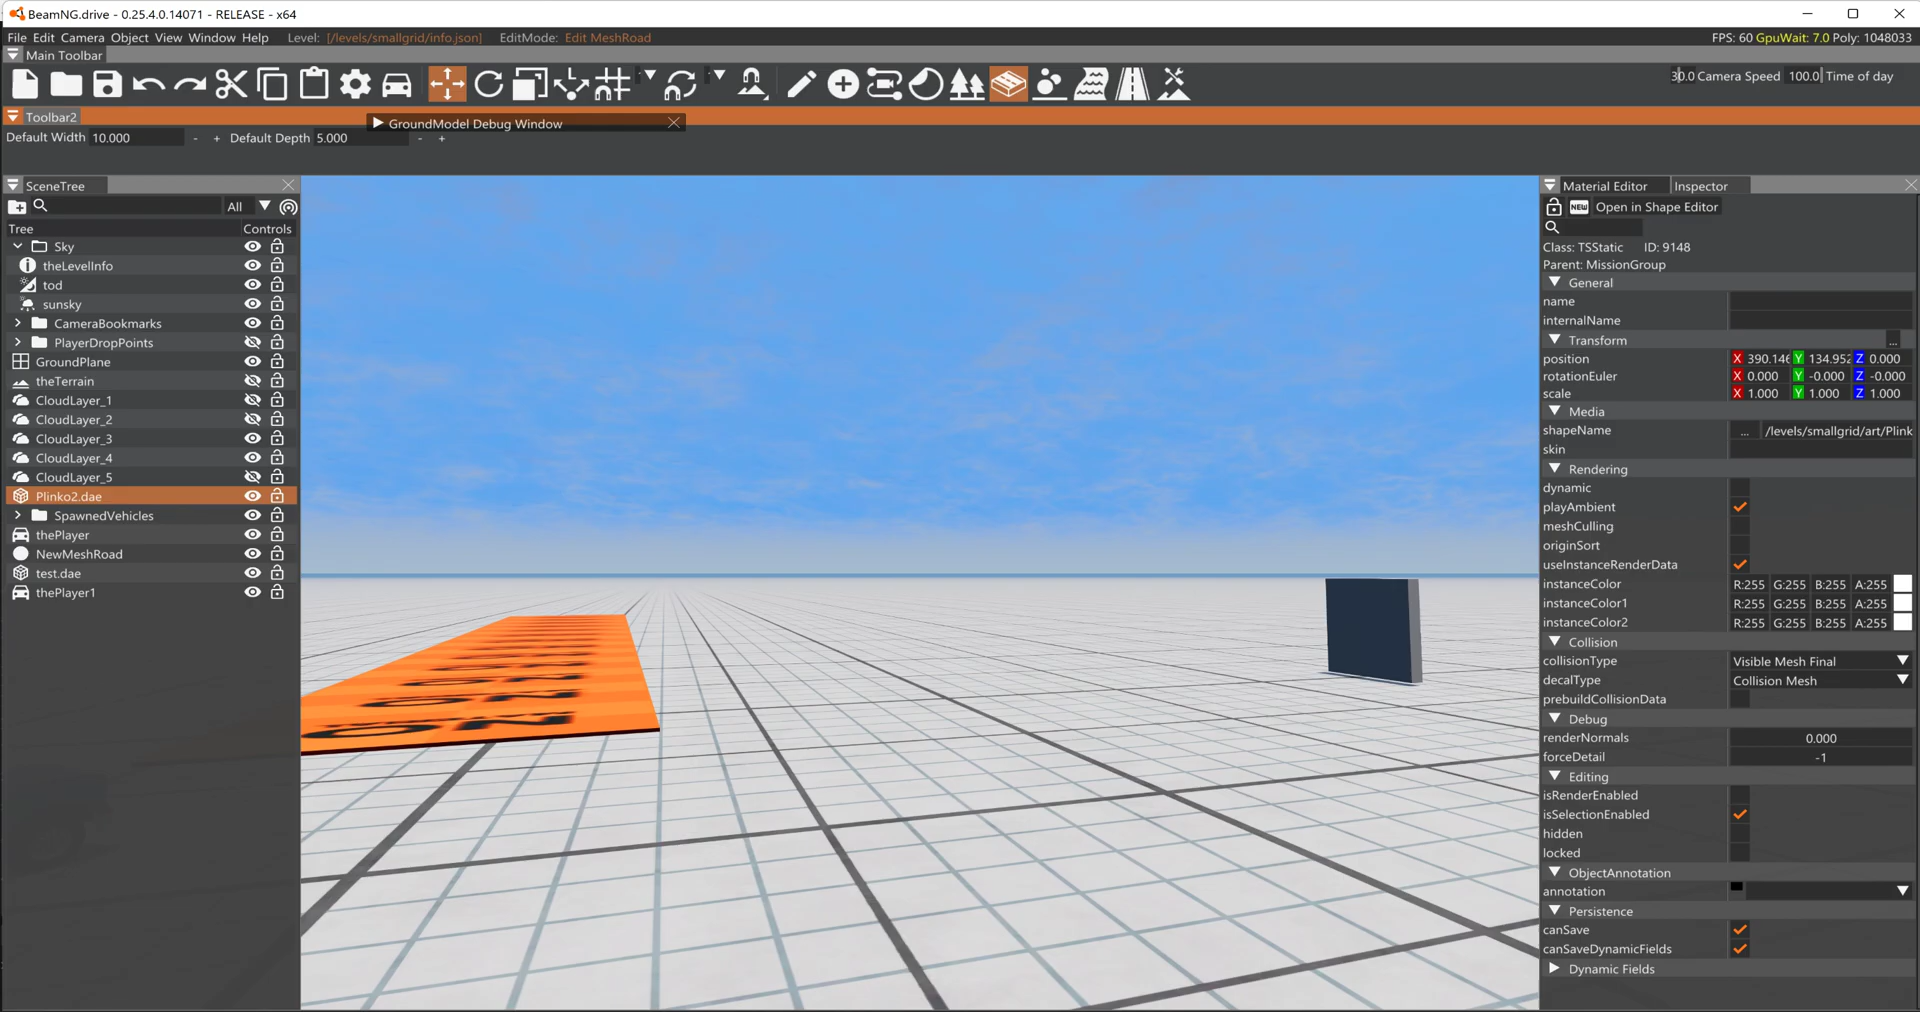 BeamNG.drive - 0.25.4.0.14071 - RELEASE - x64
File Edit Camera Object View Window Help Level: [/levels/smallgrid/info.json] EditMode: Edit MeshRoad FPS: 60 GpuWait: 7.0 Poly: 1048033
Main Toolbar
30.0 Camera Speed 100.0 Time of day
Toolbar2
GroundModel Debug Window
Default Width 10.000 - + Default Depth 5.000 - +
SceneTree
All
Tree Controls
Sky
theLevelInfo
tod
sunsky
CameraBookmarks
PlayerDropPoints
GroundPlane
theTerrain
CloudLayer_1
CloudLayer_2
CloudLayer_3
CloudLayer_4
CloudLayer_5
Plinko2.dae
SpawnedVehicles
thePlayer
NewMeshRoad
test.dae
thePlayer1
Material Editor Inspector
NEW Open in Shape Editor
Class: TSStatic ID: 9148
Parent: MissionGroup
General
name
internalName
Transform ...
position X 390.146 Y 134.952 Z 0.000
rotationEuler X 0.000 Y -0.000 Z -0.000
scale X 1.000 Y 1.000 Z 1.000
Media
shapeName ... /levels/smallgrid/art/Plink
skin
Rendering
dynamic
playAmbient
meshCulling
originSort
useInstanceRenderData
instanceColor R:255 G:255 B:255 A:255
instanceColor1 R:255 G:255 B:255 A:255
instanceColor2 R:255 G:255 B:255 A:255
Collision
collisionType Visible Mesh Final
decalType Collision Mesh
prebuildCollisionData
Debug
renderNormals 0.000
forceDetail -1
Editing
isRenderEnabled
isSelectionEnabled
hidden
locked
ObjectAnnotation
annotation
Persistence
canSave
canSaveDynamicFields
Dynamic Fields